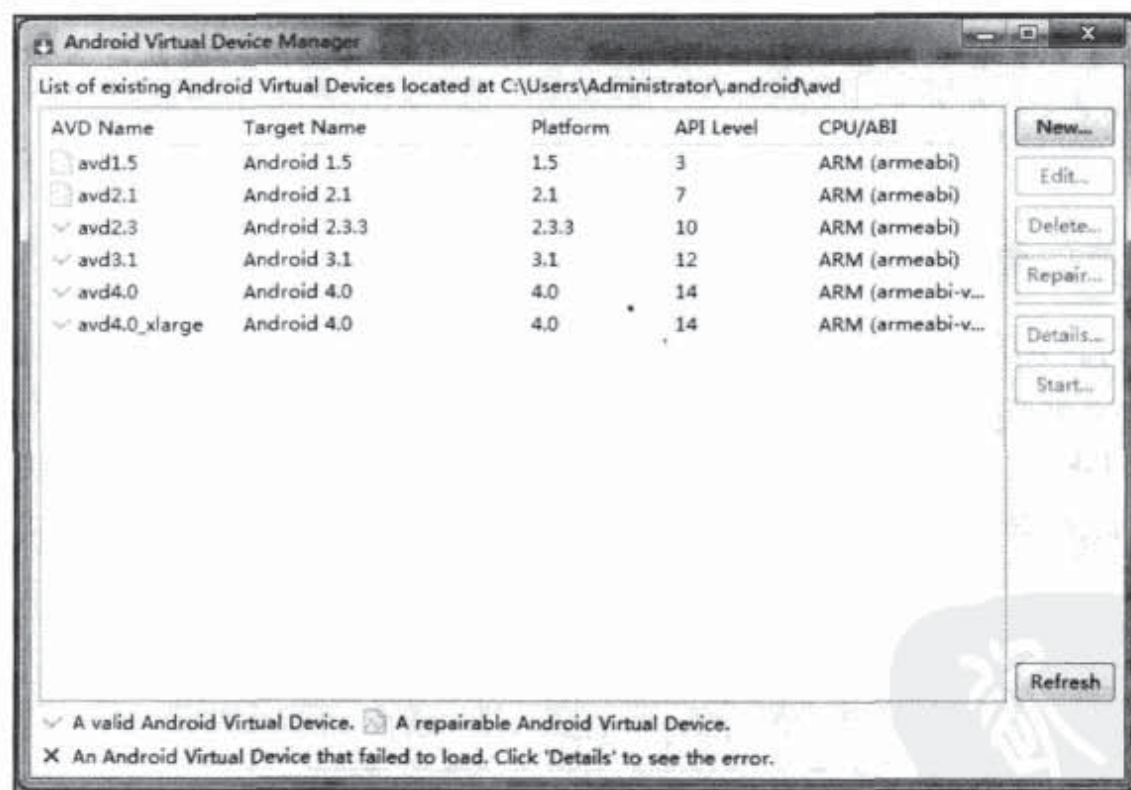 Android Virtual Device Manager
List of existing Android Virtual Devices located at C:\Users\Administrator\.android\avd
AVD Name Target Name Platform API Level CPU/ABI
avd1.5 Android 1.5 1.5 3 ARM (armeabi)
avd2.1 Android 2.1 2.1 7 ARM (armeabi)
avd2.3 Android 2.3.3 2.3.3 10 ARM (armeabi)
avd3.1 Android 3.1 3.1 12 ARM (armeabi)
avd4.0 Android 4.0 4.0 14 ARM (armeabi-v...
avd4.0_xlarge Android 4.0 4.0 14 ARM (armeabi-v...
New...
Edit...
Delete...
Repair...
Details...
Start...
Refresh
A valid Android Virtual Device. A repairable Android Virtual Device.
An Android Virtual Device that failed to load. Click 'Details' to see the error.